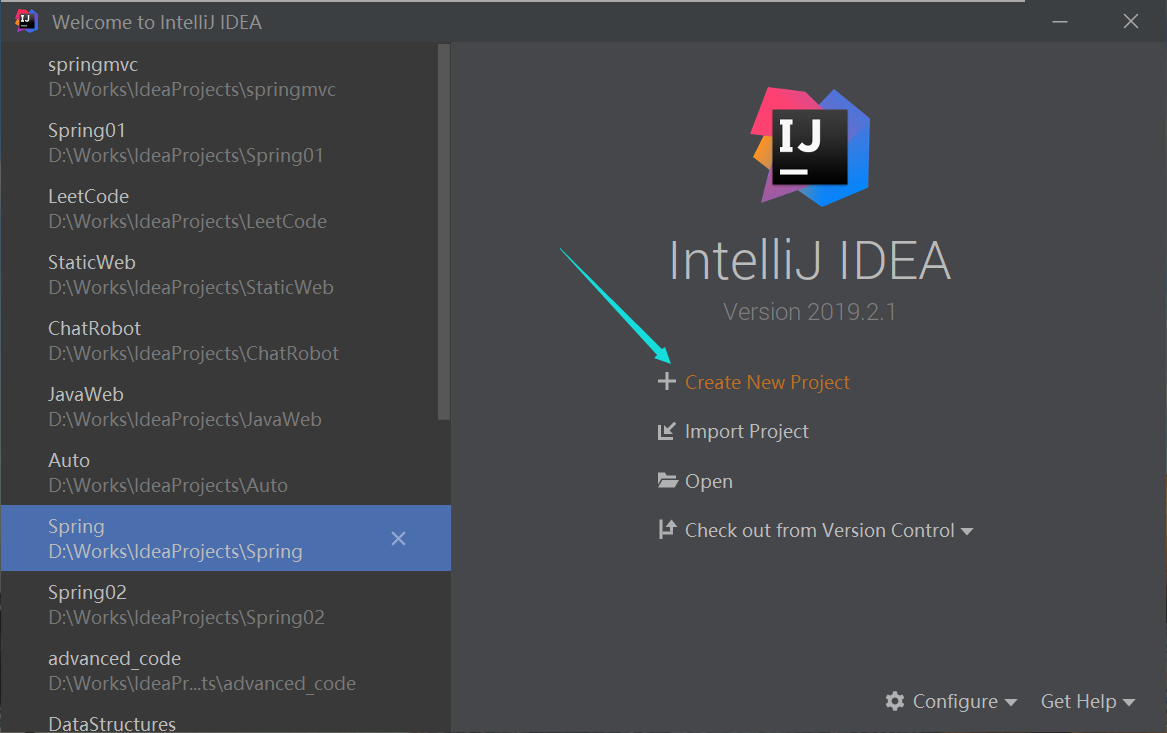 Welcome to IntelliJ IDEA
springmvc
D:\Works\IdeaProjects\springmvc
Spring01
D:\Works\IdeaProjects\Spring01
LeetCode
D:\Works\IdeaProjects\LeetCode
StaticWeb
D:\Works\IdeaProjects\StaticWeb
ChatRobot
D:\Works\IdeaProjects\ChatRobot
JavaWeb
D:\Works\IdeaProjects\JavaWeb
Auto
D:\Works\IdeaProjects\Auto
Spring
D:\Works\IdeaProjects\Spring
Spring02
D:\Works\IdeaProjects\Spring02
advanced_code
D:\Works\IdeaPr...ts\advanced_code
DataStructures
IJ
IntelliJ IDEA
Version 2019.2.1
Create New Project
Import Project
Open
Check out from Version Control
Configure
Get Help